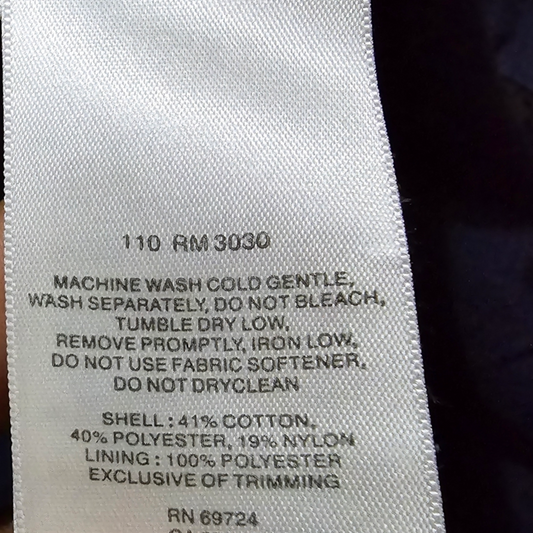 110 RM 3030
MACHINE WASH COLD GENTLE,
WASH SEPARATELY, DO NOT BLEACH,
TUMBLE DRY LOW,
REMOVE PROMPTLY, IRON LOW,
DO NOT USE FABRIC SOFTENER,
DO NOT DRYCLEAN
SHELL : 41% COTTON,
40% POLYESTER, 19% NYLON
LINING : 100% POLYESTER
EXCLUSIVE OF TRIMMING
RN 69724